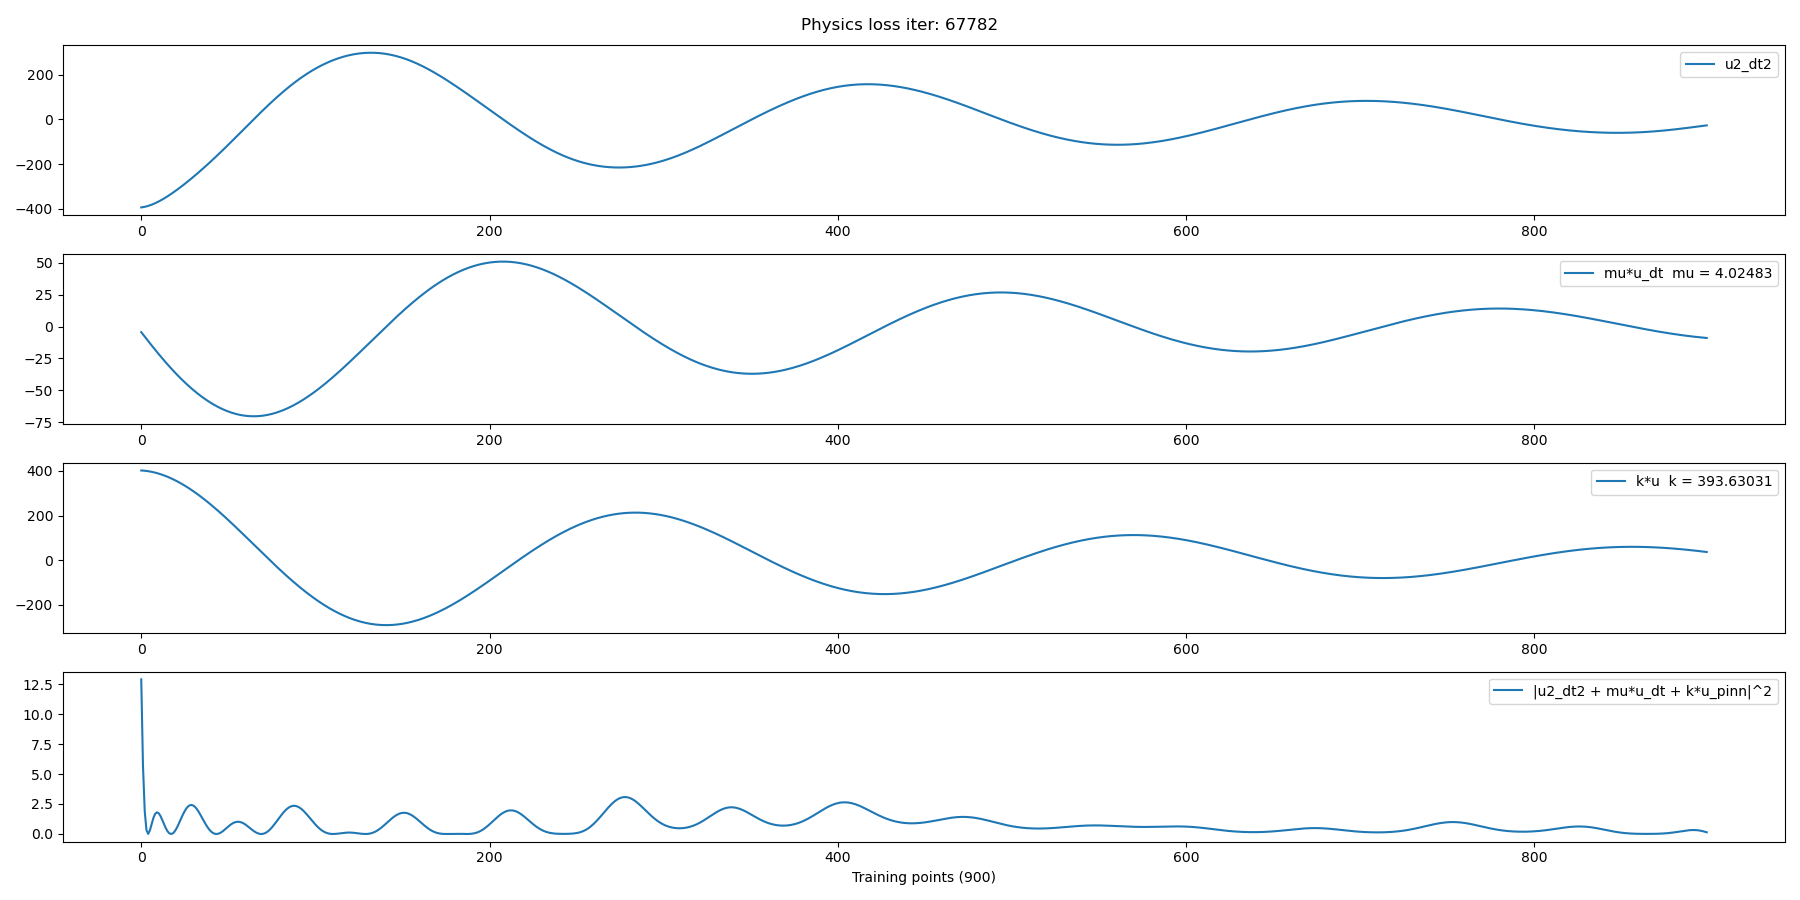 Physics loss iter: 67782
u2_dt2
200
0
−200
−400
0 200 400 600 800
mu*u_dt  mu = 4.02483
50
25
0
−25
−50
−75
0 200 400 600 800
k*u  k = 393.63031
400
200
0
−200
0 200 400 600 800
|u2_dt2 + mu*u_dt + k*u_pinn|^2
12.5
10.0
7.5
5.0
2.5
0.0
0 200 400 600 800
Training points (900)